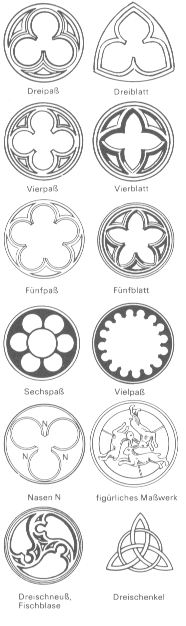 Dreipaß Dreiblatt
Vierpaß Vierblatt
Fünfpaß Fünfblatt
Sechspaß Vielpaß
N
N N
Nasen N figürliches Maßwerk
Dreischneuß, Dreischenkel
Fischblase